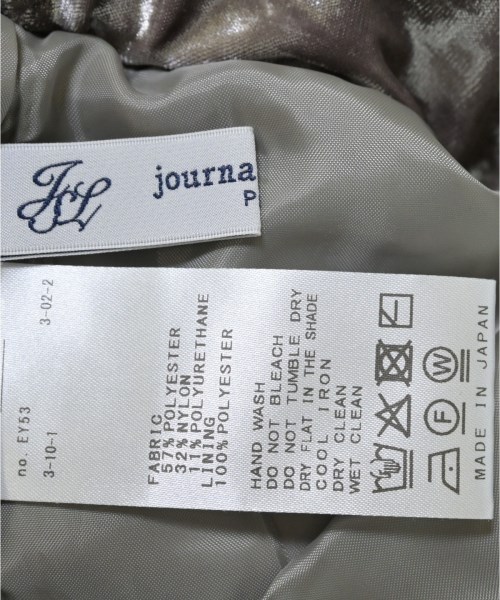 JSL
journa
P
no. EY53
3-10-1
3-02-2
FABRIC
57% POLYESTER
32% NYLON
11% POLYURETHANE
LINING
100% POLYESTER
HAND WASH
DO NOT BLEACH
DO NOT TUMBLE DRY
DRY FLAT IN THE SHADE
COOL IRON
DRY CLEAN
WET CLEAN
F
W
MADE IN JAPAN